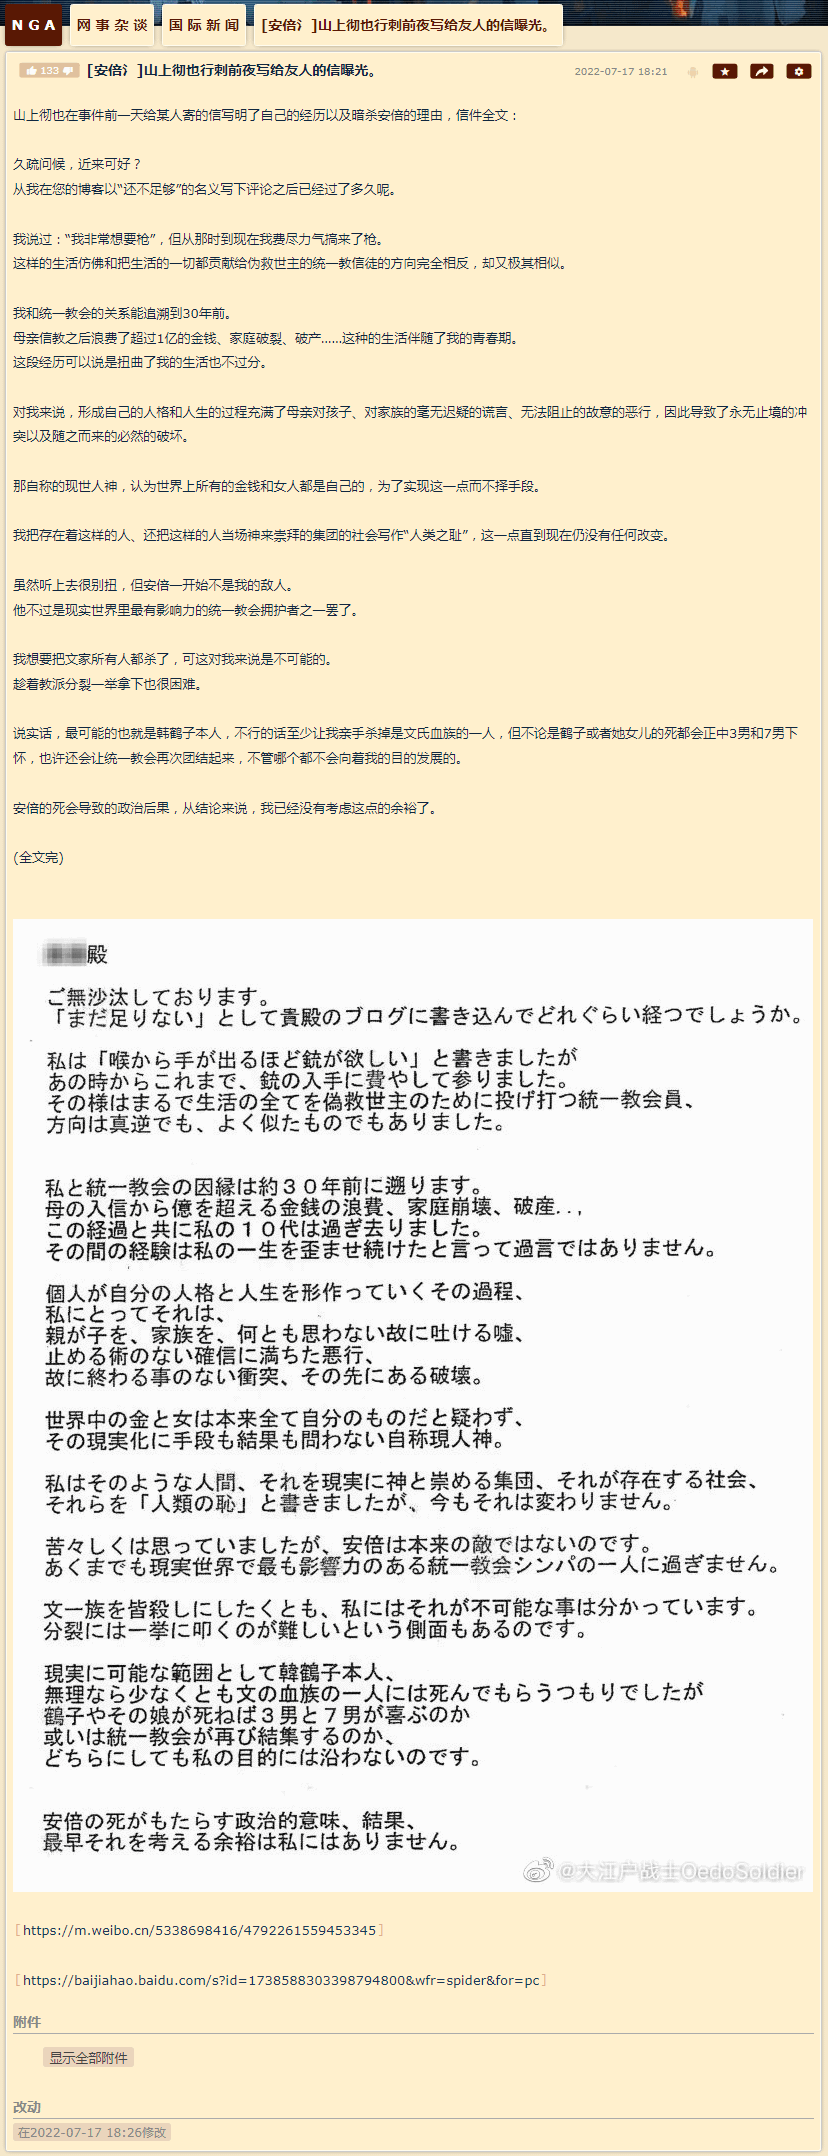 NGA
网事杂谈
国际新闻
[安倍氵]山上彻也行刺前夜写给友人的信曝光。
133
[安倍氵]山上彻也行刺前夜写给友人的信曝光。
2022-07-17 18:21
山上彻也在事件前一天给某人寄的信写明了自己的经历以及暗杀安倍的理由，信件全文：
久疏问候，近来可好？
从我在您的博客以“还不足够”的名义写下评论之后已经过了多久呢。
我说过：“我非常想要枪”，但从那时到现在我费尽力气搞来了枪。
这样的生活仿佛和把生活的一切都贡献给伪救世主的统一教信徒的方向完全相反，却又极其相似。
我和统一教会的关系能追溯到30年前。
母亲信教之后浪费了超过1亿的金钱、家庭破裂、破产......这种的生活伴随了我的青春期。
这段经历可以说是扭曲了我的生活也不过分。
对我来说，形成自己的人格和人生的过程充满了母亲对孩子、对家族的毫无迟疑的谎言、无法阻止的故意的恶行，因此导致了永无止境的冲
突以及随之而来的必然的破坏。
那自称的现世人神，认为世界上所有的金钱和女人都是自己的，为了实现这一点而不择手段。
我把存在着这样的人、还把这样的人当场神来崇拜的集团的社会写作“人类之耻”，这一点直到现在仍没有任何改变。
虽然听上去很别扭，但安倍一开始不是我的敌人。
他不过是现实世界里最有影响力的统一教会拥护者之一罢了。
我想要把文家所有人都杀了，可这对我来说是不可能的。
趁着教派分裂一举拿下也很困难。
说实话，最可能的也就是韩鹤子本人，不行的话至少让我亲手杀掉是文氏血族的一人，但不论是鹤子或者她女儿的死都会正中3男和7男下
怀，也许还会让统一教会再次团结起来，不管哪个都不会向着我的目的发展的。
安倍的死会导致的政治后果，从结论来说，我已经没有考虑这点的余裕了。
(全文完)
殿
ご無沙汰しております。
「まだ足りない」として貴殿のブログに書き込んでどれぐらい経つでしょうか。
私は「喉から手が出るほど銃が欲しい」と書きましたが
あの時からこれまで、銃の入手に費やして参りました。
その様はまるで生活の全てを偽救世主のために投げ打つ統一教会員、
方向は真逆でも、よく似たものでもありました。
私と統一教会の因縁は約３０年前に遡ります。
母の入信から億を超える金銭の浪費、家庭崩壊、破産..,
この経過と共に私の１０代は過ぎ去りました。
その間の経験は私の一生を歪ませ続けたと言って過言ではありません。
個人が自分の人格と人生を形作っていくその過程、
私にとってそれは、
親が子を、家族を、何とも思わない故に吐ける嘘、
止める術のない確信に満ちた悪行、
故に終わる事のない衝突、その先にある破壊。
世界中の金と女は本来全て自分のものだと疑わず、
その現実化に手段も結果も問わない自称現人神。
私はそのような人間、それを現実に神と崇める集団、それが存在する社会、
それらを「人類の恥」と書きましたが、今もそれは変わりません。
苦々しくは思っていましたが、安倍は本来の敵ではないのです。
あくまでも現実世界で最も影響力のある統一教会シンパの一人に過ぎません。
文一族を皆殺しにしたくとも、私にはそれが不可能な事は分かっています。
分裂には一挙に叩くのが難しいという側面もあるのです。
現実に可能な範囲として韓鶴子本人、
無理なら少なくとも文の血族の一人には死んでもらうつもりでしたが
鶴子やその娘が死ねば３男と７男が喜ぶのか
或いは統一教会が再び結集するのか、
どちらにしても私の目的には沿わないのです。
安倍の死がもたらす政治的意味、結果、
最早それを考える余裕は私にはありません。
@大江户战士OedoSoldier
[https://m.weibo.cn/5338698416/4792261559453345]
[https://baijiahao.baidu.com/s?id=1738588303398794800&wfr=spider&for=pc]
附件
显示全部附件
改动
在2022-07-17 18:26修改